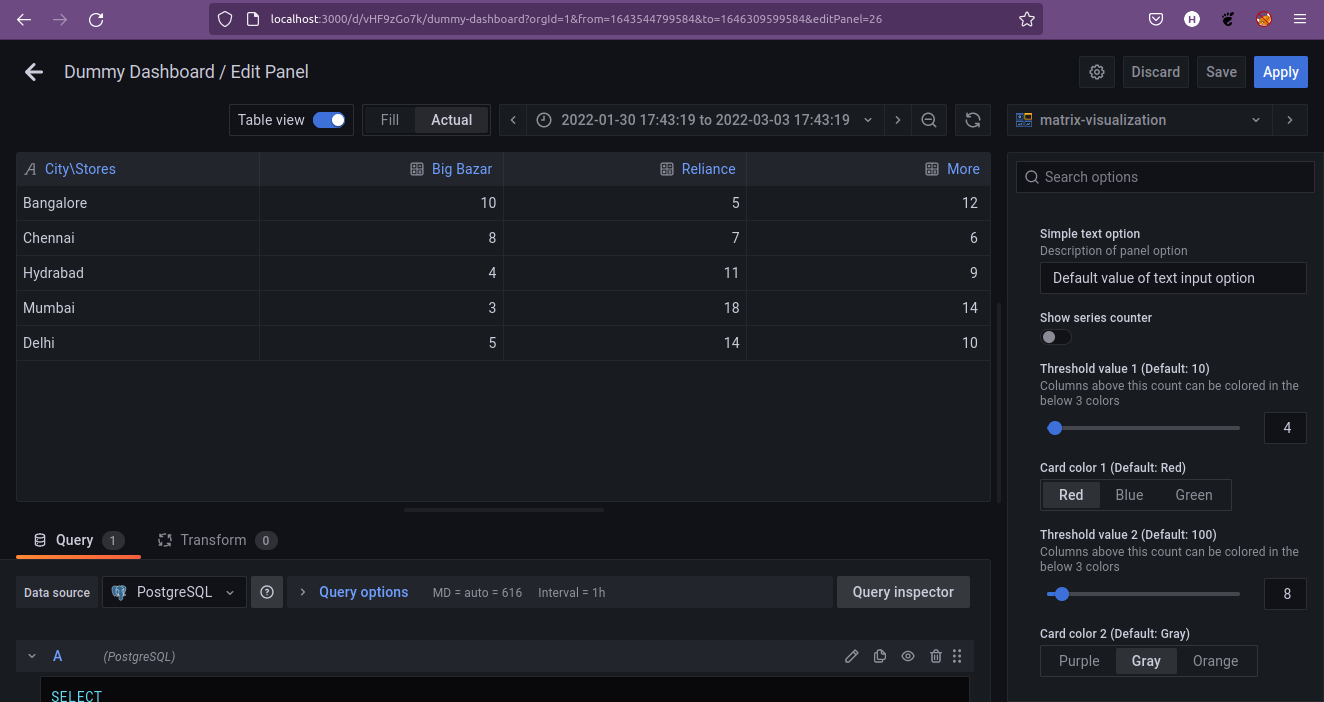 localhost:3000/d/vHF9zGo7k/dummy-dashboard?orgId=1&from=1643544799584&to=1646309599584&editPanel=26
H
Dummy Dashboard / Edit Panel
Discard
Save
Apply
Table view
Fill
Actual
2022-01-30 17:43:19 to 2022-03-03 17:43:19
matrix-visualization
A City\Stores Big Bazar Reliance More
Bangalore 10 5 12
Chennai 8 7 6
Hydrabad 4 11 9
Mumbai 3 18 14
Delhi 5 14 10
Search options
Simple text option
Description of panel option
Default value of text input option
Show series counter
Threshold value 1 (Default: 10)
Columns above this count can be colored in the
below 3 colors
4
Card color 1 (Default: Red)
Red Blue Green
Threshold value 2 (Default: 100)
Columns above this count can be colored in the
below 3 colors
8
Card color 2 (Default: Gray)
Purple Gray Orange
Query 1
Transform 0
Data source
PostgreSQL
Query options MD = auto = 616 Interval = 1h
Query inspector
A (PostgreSQL)
SELECT